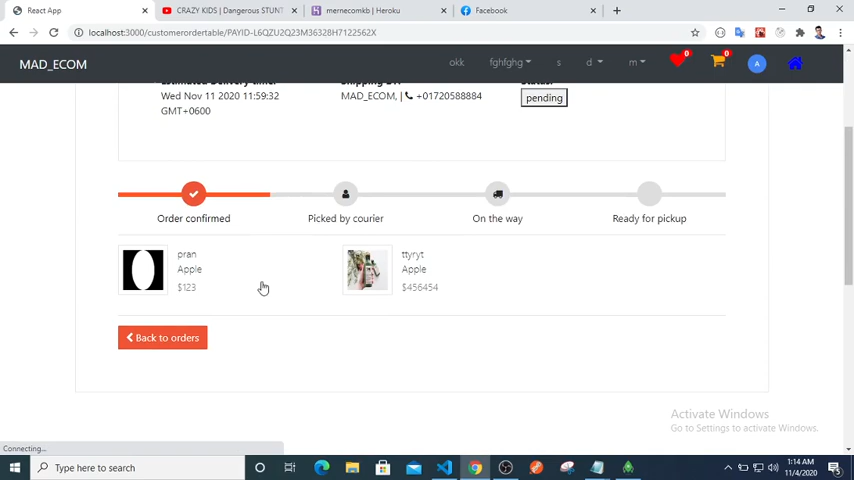 React App
CRAZY KIDS | Dangerous STUNT
mernecomkb | Heroku
Facebook
localhost:3000/customerordertable/PAYID-L6QZU2Q23M36328H7122562X
MAD_ECOM
okk
fghfghg
s
d
m
0
0
A
Wed Nov 11 2020 11:59:32
GMT+0600
MAD_ECOM, | +01720588884
pending
Order confirmed
Picked by courier
On the way
Ready for pickup
pran
Apple
$123
ttyryt
Apple
$456454
Back to orders
Activate Windows
Go to Settings to activate Windows.
Connecting...
Type here to search
1:14 AM
11/4/2020